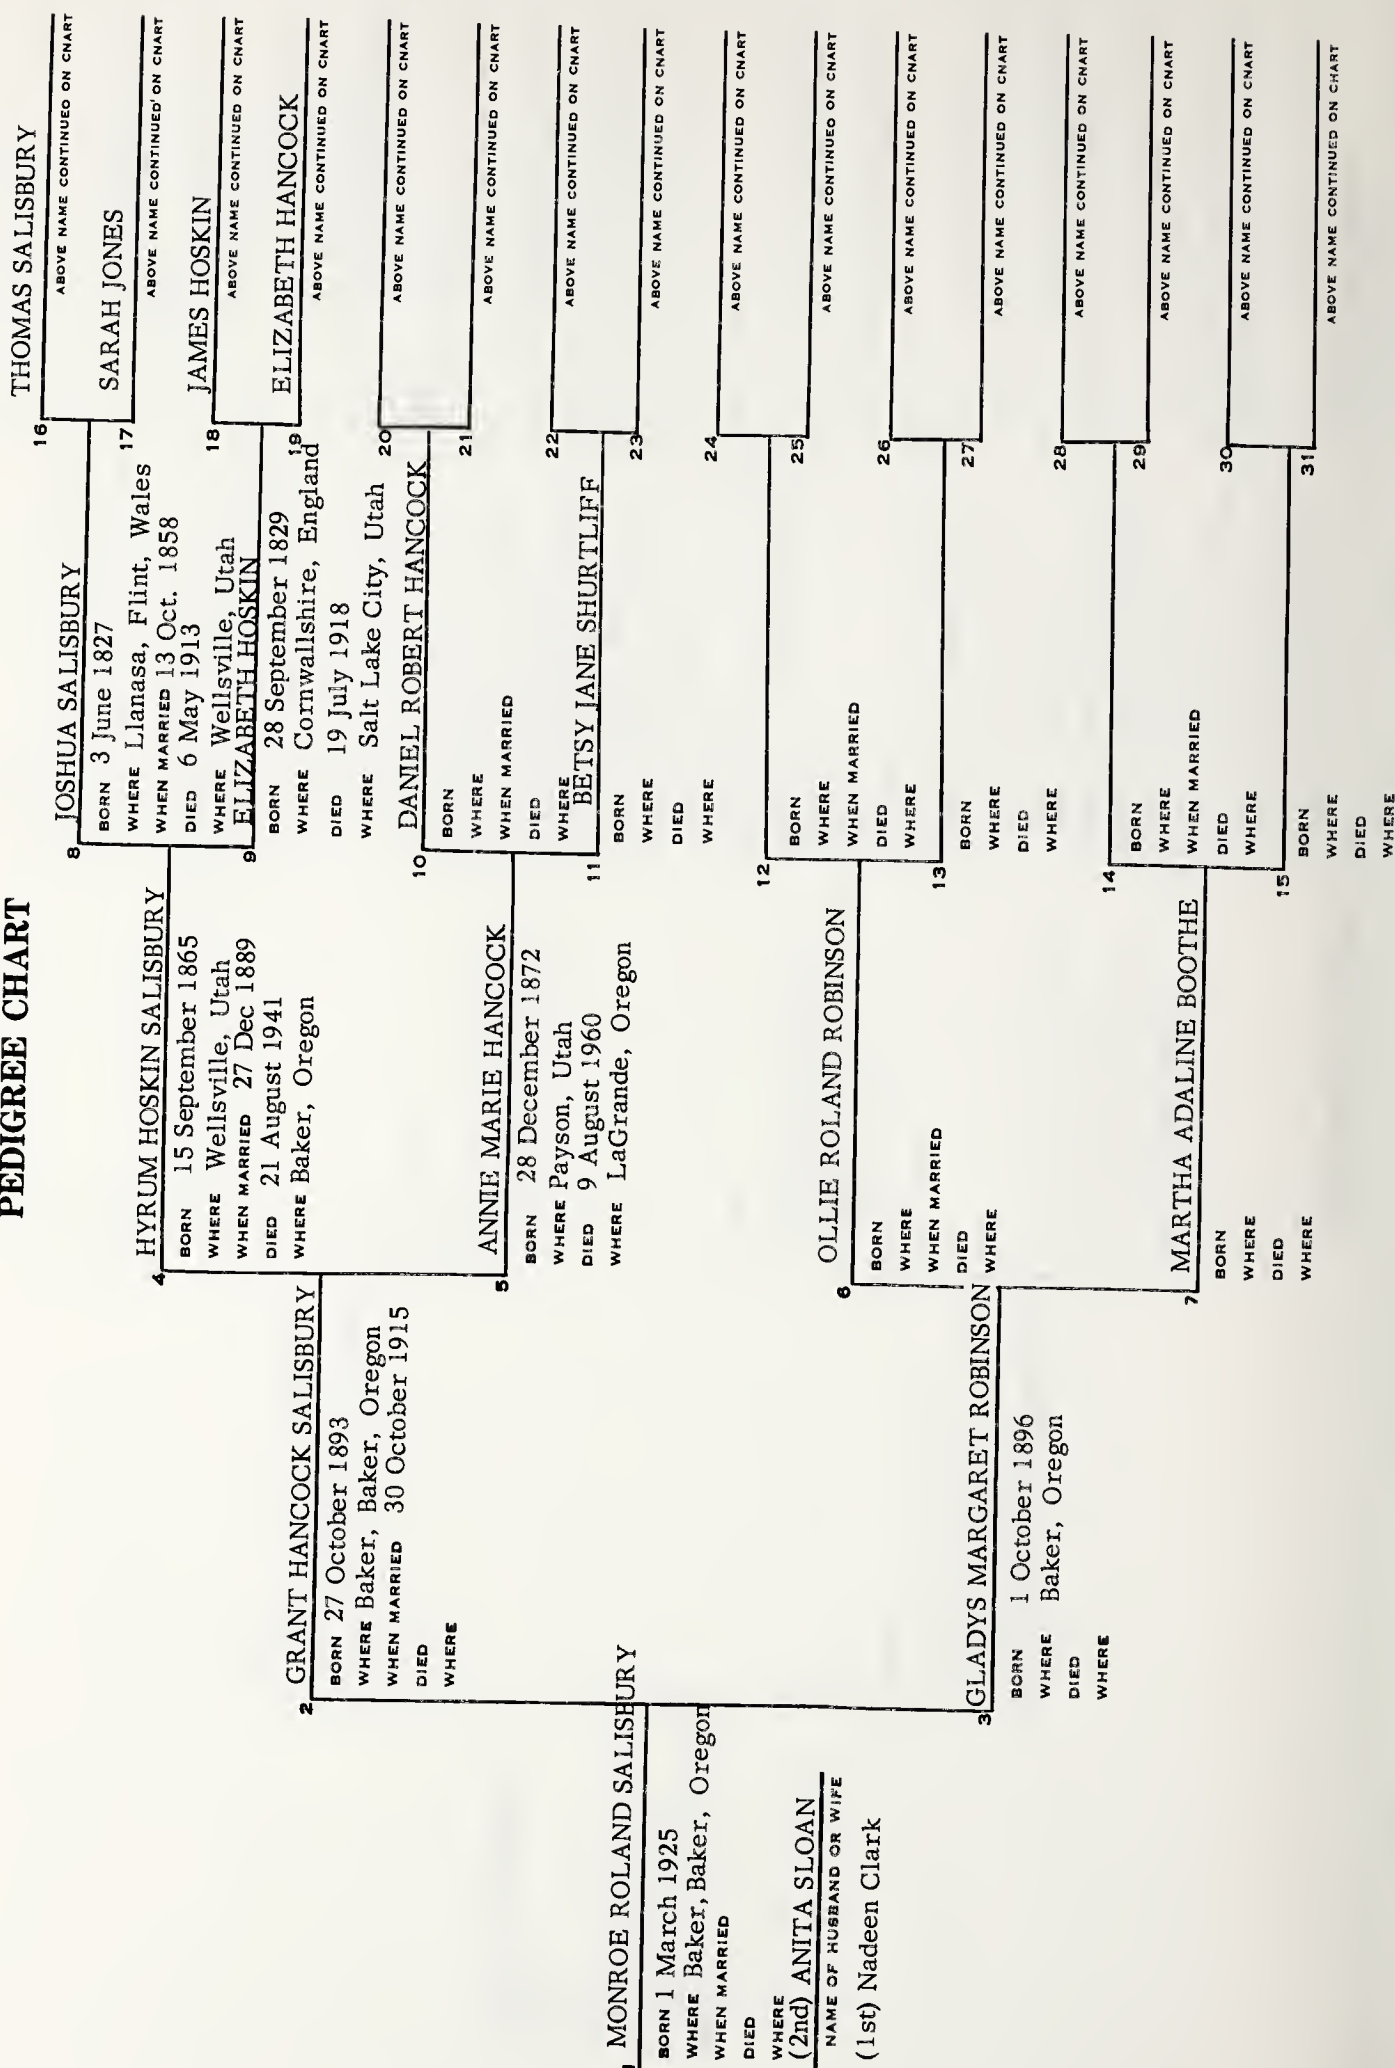 PEDIGREE CHART
MONROE ROLAND SALISBURY
BORN 1 March 1925
WHERE Baker, Baker, Oregon
WHEN MARRIED
DIED
WHERE
(2nd) ANITA SLOAN
NAME OF HUSBAND OR WIFE
(1st) Nadeen Clark
2
GRANT HANCOCK SALISBURY
BORN 27 October 1893
WHERE Baker, Baker, Oregon
WHEN MARRIED 30 October 1915
DIED
WHERE
3
GLADYS MARGARET ROBINSON
BORN 1 October 1896
WHERE Baker, Oregon
DIED
WHERE
4
HYRUM HOSKIN SALISBURY
BORN 15 September 1865
WHERE Wellsville, Utah
WHEN MARRIED 27 Dec 1889
DIED 21 August 1941
WHERE Baker, Oregon
5
ANNIE MARIE HANCOCK
BORN 28 December 1872
WHERE Payson, Utah
DIED 9 August 1960
WHERE LaGrande, Oregon
6
OLLIE ROLAND ROBINSON
BORN
WHERE
WHEN MARRIED
DIED
WHERE
7
MARTHA ADALINE BOOTHE
BORN
WHERE
DIED
WHERE
8
JOSHUA SALISBURY
BORN 3 June 1827
WHERE Llanasa, Flint, Wales
WHEN MARRIED 13 Oct. 1858
DIED 6 May 1913
WHERE Wellsville, Utah
9
ELIZABETH HOSKIN
BORN 28 September 1829
WHERE Cornwallshire, England
DIED 19 July 1918
WHERE Salt Lake City, Utah
10
DANIEL ROBERT HANCOCK
BORN
WHERE
WHEN MARRIED
DIED
WHERE
11
BETSY JANE SHURTLIFF
BORN
WHERE
DIED
WHERE
12
BORN
WHERE
WHEN MARRIED
DIED
WHERE
13
BORN
WHERE
DIED
WHERE
14
BORN
WHERE
WHEN MARRIED
DIED
WHERE
15
BORN
WHERE
DIED
WHERE
16
THOMAS SALISBURY
ABOVE NAME CONTINUED ON CHART
17
SARAH JONES
ABOVE NAME CONTINUED ON CHART
18
JAMES HOSKIN
ABOVE NAME CONTINUED ON CHART
19
ELIZABETH HANCOCK
ABOVE NAME CONTINUED ON CHART
20
ABOVE NAME CONTINUED ON CHART
21
ABOVE NAME CONTINUED ON CHART
22
ABOVE NAME CONTINUED ON CHART
23
ABOVE NAME CONTINUED ON CHART
24
ABOVE NAME CONTINUED ON CHART
25
ABOVE NAME CONTINUED ON CHART
26
ABOVE NAME CONTINUED ON CHART
27
ABOVE NAME CONTINUED ON CHART
28
ABOVE NAME CONTINUED ON CHART
29
ABOVE NAME CONTINUED ON CHART
30
ABOVE NAME CONTINUED ON CHART
31
ABOVE NAME CONTINUED ON CHART